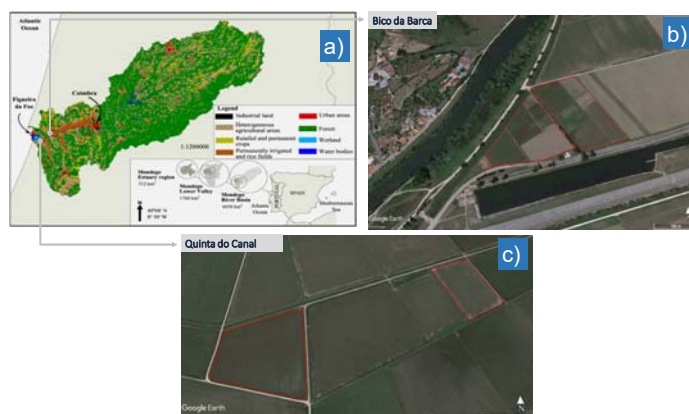 Atlantic
Ocean
a)
Figueira
da Foz
Coimbra
Legend
Industrial land
Urban areas
Heterogeneous
agricultural areas
Forest
Rainfed and permanent
crops
Wetland
Permanently irrigated
and rice fields
Water bodies
1:1200000
Mondego
Estuary region
Mondego
Lower Valley
Mondego
River Basin
N
Atlantic
Ocean
PORTUGAL
SPAIN
Mediterranean
Sea
Bico da Barca
b)
Google Earth
Quinta do Canal
c)
Google Earth
N